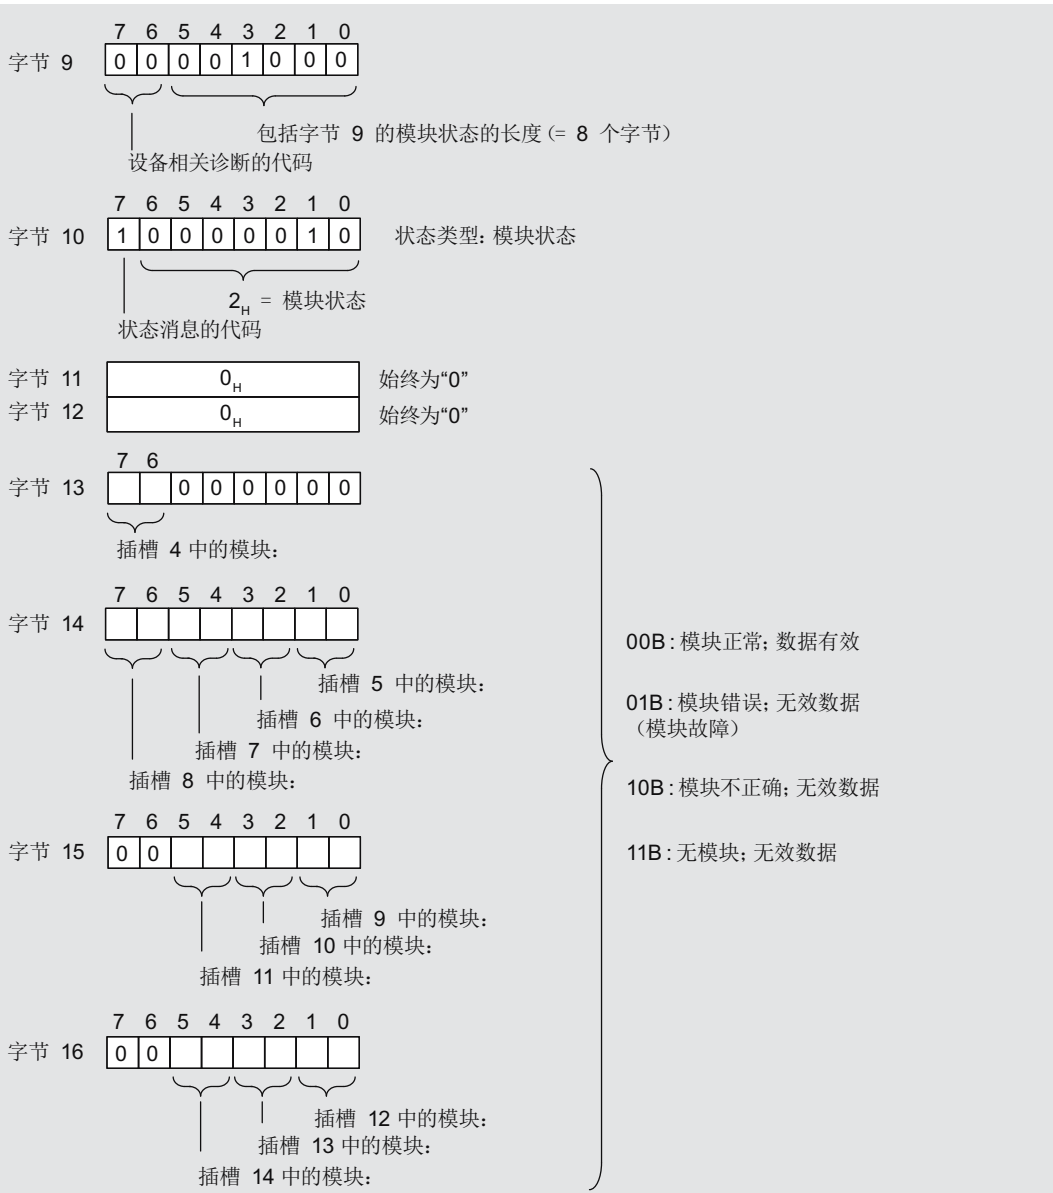 7 6 5 4 3 2 1 0
字节 9 0 0 0 0 1 0 0 0
包括字节 9 的模块状态的长度(= 8 个字节)
设备相关诊断的代码
7 6 5 4 3 2 1 0
字节 10 1 0 0 0 0 0 1 0 状态类型: 模块状态
2H = 模块状态
状态消息的代码
字节 11 0H 始终为“0”
字节 12 0H 始终为“0”
7 6
字节 13 0 0 0 0 0 0
插槽 4 中的模块:
7 6 5 4 3 2 1 0
字节 14
插槽 5 中的模块:
插槽 6 中的模块:
插槽 7 中的模块:
插槽 8 中的模块:
7 6 5 4 3 2 1 0
字节 15 0 0
插槽 9 中的模块:
插槽 10 中的模块:
插槽 11 中的模块:
7 6 5 4 3 2 1 0
字节 16 0 0
插槽 12 中的模块:
插槽 13 中的模块:
插槽 14 中的模块:
00B: 模块正常; 数据有效
01B: 模块错误; 无效数据
(模块故障)
10B: 模块不正确; 无效数据
11B: 无模块; 无效数据